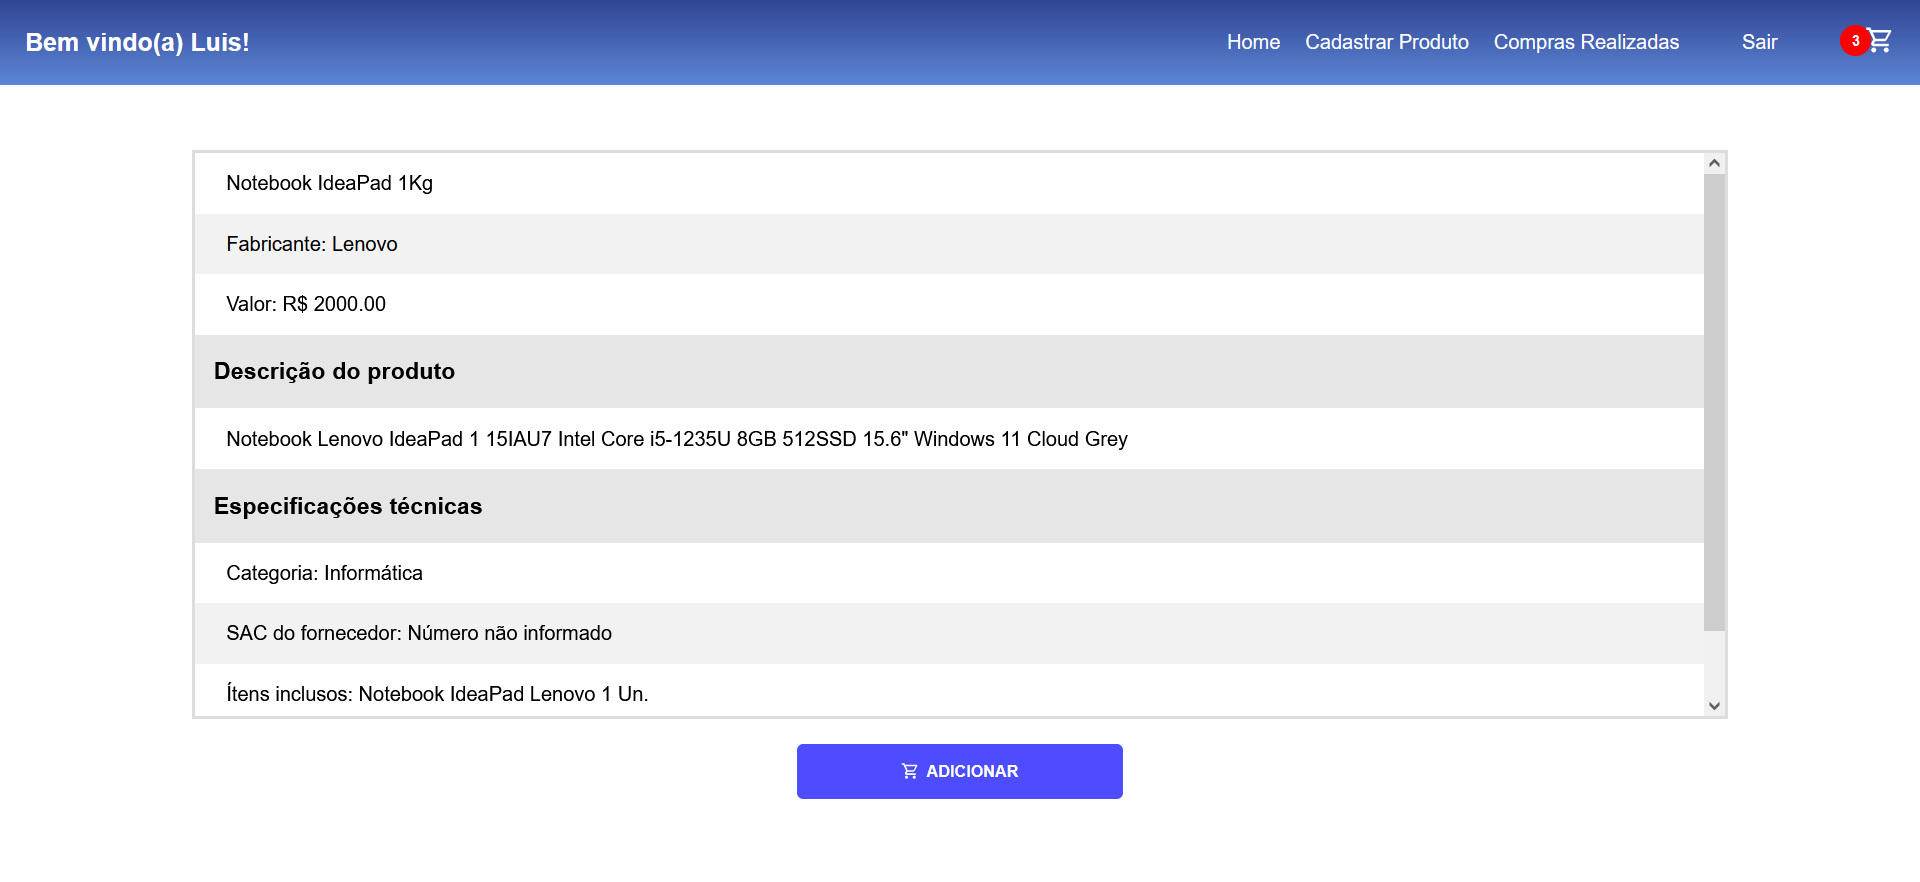 Bem vindo(a) Luis!
Home Cadastrar Produto Compras Realizadas Sair 3
Notebook IdeaPad 1Kg
Fabricante: Lenovo
Valor: R$ 2000.00
Descrição do produto
Notebook Lenovo IdeaPad 1 15IAU7 Intel Core i5-1235U 8GB 512SSD 15.6" Windows 11 Cloud Grey
Especificações técnicas
Categoria: Informática
SAC do fornecedor: Número não informado
Ítens inclusos: Notebook IdeaPad Lenovo 1 Un.
ADICIONAR